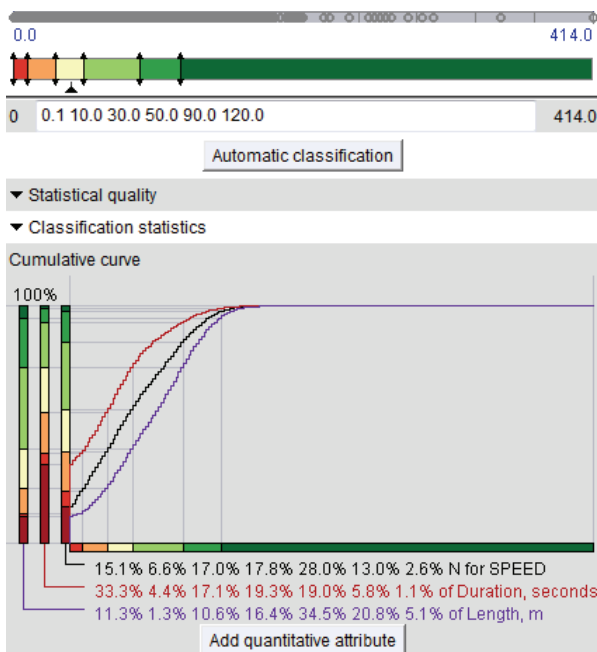 0.0 414.0
0 0.1 10.0 30.0 50.0 90.0 120.0 414.0
Automatic classification
Statistical quality
Classification statistics
Cumulative curve
100%
15.1% 6.6% 17.0% 17.8% 28.0% 13.0% 2.6% N for SPEED
33.3% 4.4% 17.1% 19.3% 19.0% 5.8% 1.1% of Duration, seconds
11.3% 1.3% 10.6% 16.4% 34.5% 20.8% 5.1% of Length, m
Add quantitative attribute